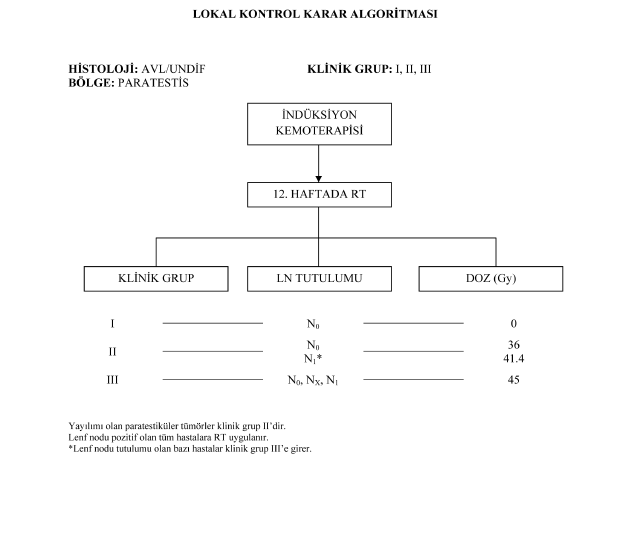 LOKAL KONTROL KARAR ALGORİTMASI
HİSTOLOJİ: AVL/UNDİF KLİNİK GRUP: I, II, III
BÖLGE: PARATESTİS
İNDÜKSİYON
KEMOTERAPİSİ
12. HAFTADA RT
KLİNİK GRUP LN TUTULUMU DOZ (Gy)
I N₀ 0
II N₀ 36
N₁* 41.4
III N₀, Nₓ, N₁ 45
Yayılımı olan paratestiküler tümörler klinik grup II'dir.
Lenf nodu pozitif olan tüm hastalara RT uygulanır.
*Lenf nodu tutulumu olan bazı hastalar klinik grup III'e girer.